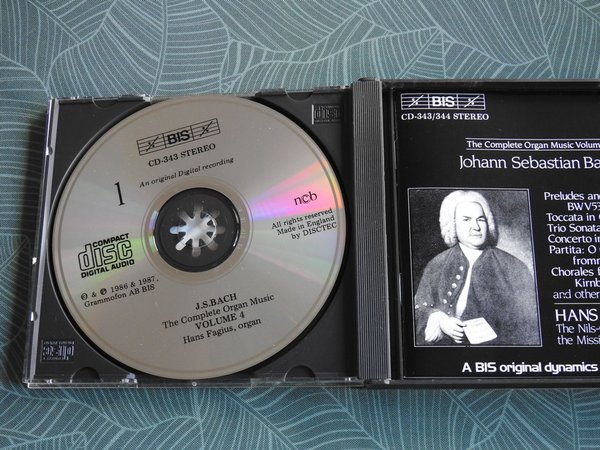 BIS
CD-343 STEREO
An original Digital recording
1
ncb
All rights reserved
Made in England
by DISCTEC
COMPACT
disc
DIGITAL AUDIO
℗ & © 1986 & 1987,
Grammofon AB BIS
J.S.BACH
The Complete Organ Music
VOLUME 4
Hans Fagius, organ
BIS
CD-343/344 STEREO
The Complete Organ Music Volum
Johann Sebastian Ba
Preludes and
BWV53
Toccata in
Trio Sonata
Concerto in
Partita: O
from
Chorales f
Kirnb
and other
HANS
The Nils-
the Missi
A BIS original dynamics